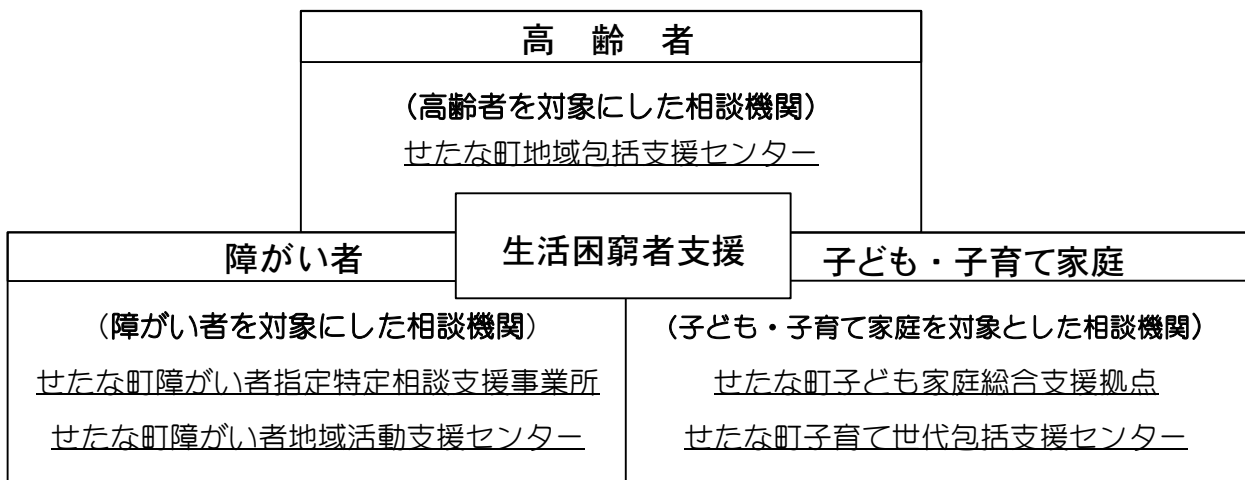 高　齢　者
（高齢者を対象にした相談機関）
せたな町地域包括支援センター
生活困窮者支援
障がい者
（障がい者を対象にした相談機関）
せたな町障がい者指定特定相談支援事業所
せたな町障がい者地域活動支援センター
子ども・子育て家庭
（子ども・子育て家庭を対象とした相談機関）
せたな町子ども家庭総合支援拠点
せたな町子育て世代包括支援センター